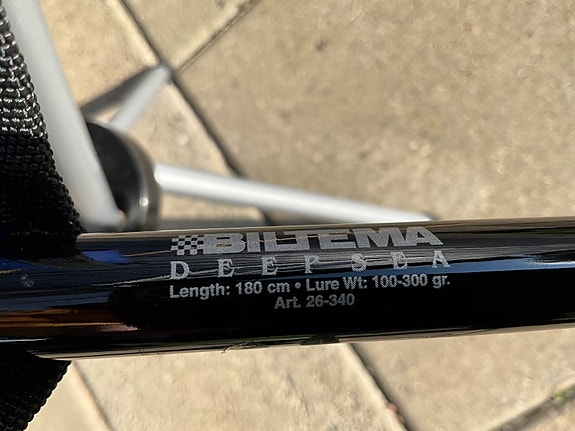 BILTEMA
DEEPSEA
Length: 180 cm • Lure Wt: 100-300 gr.
Art. 26-340